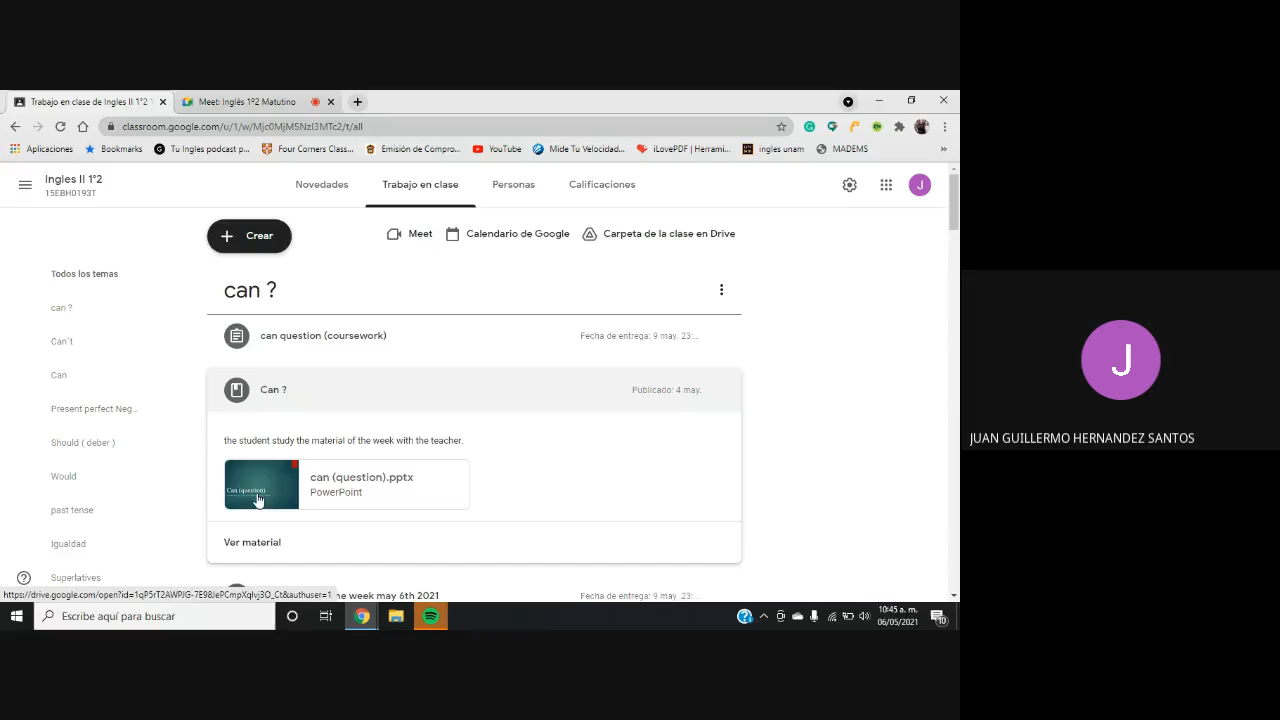 Trabajo en clase de Ingles II 1°2
Meet: Inglés 1°2 Matutino
classroom.google.com/u/1/w/Mjc0MjM5NzI3MTc2/t/all
Aplicaciones
Bookmarks
Tu Ingles podcast p...
Four Corners Class...
Emisión de Compro...
YouTube
Mide Tu Velocidad...
iLovePDF | Herrami...
ingles unam
MADEMS
»
Ingles II 1°2
15EBH0193T
Novedades
Trabajo en clase
Personas
Calificaciones
J
Crear
Meet
Calendario de Google
Carpeta de la clase en Drive
Todos los temas
can ?
Can´t
Can
Present perfect Neg...
Should ( deber )
Would
past tense
Igualdad
Superlatives
can ?
can question (coursework)
Fecha de entrega: 9 may. 23:...
Can ?
Publicado: 4 may.
the student study the material of the week with the teacher.
Can (question)
can (question).pptx
PowerPoint
Ver material
he week may 6th 2021
Fecha de entrega: 9 may. 23:...
Escribe aquí para buscar
10:45 a. m.
06/05/2021
10
J
JUAN GUILLERMO HERNANDEZ SANTOS